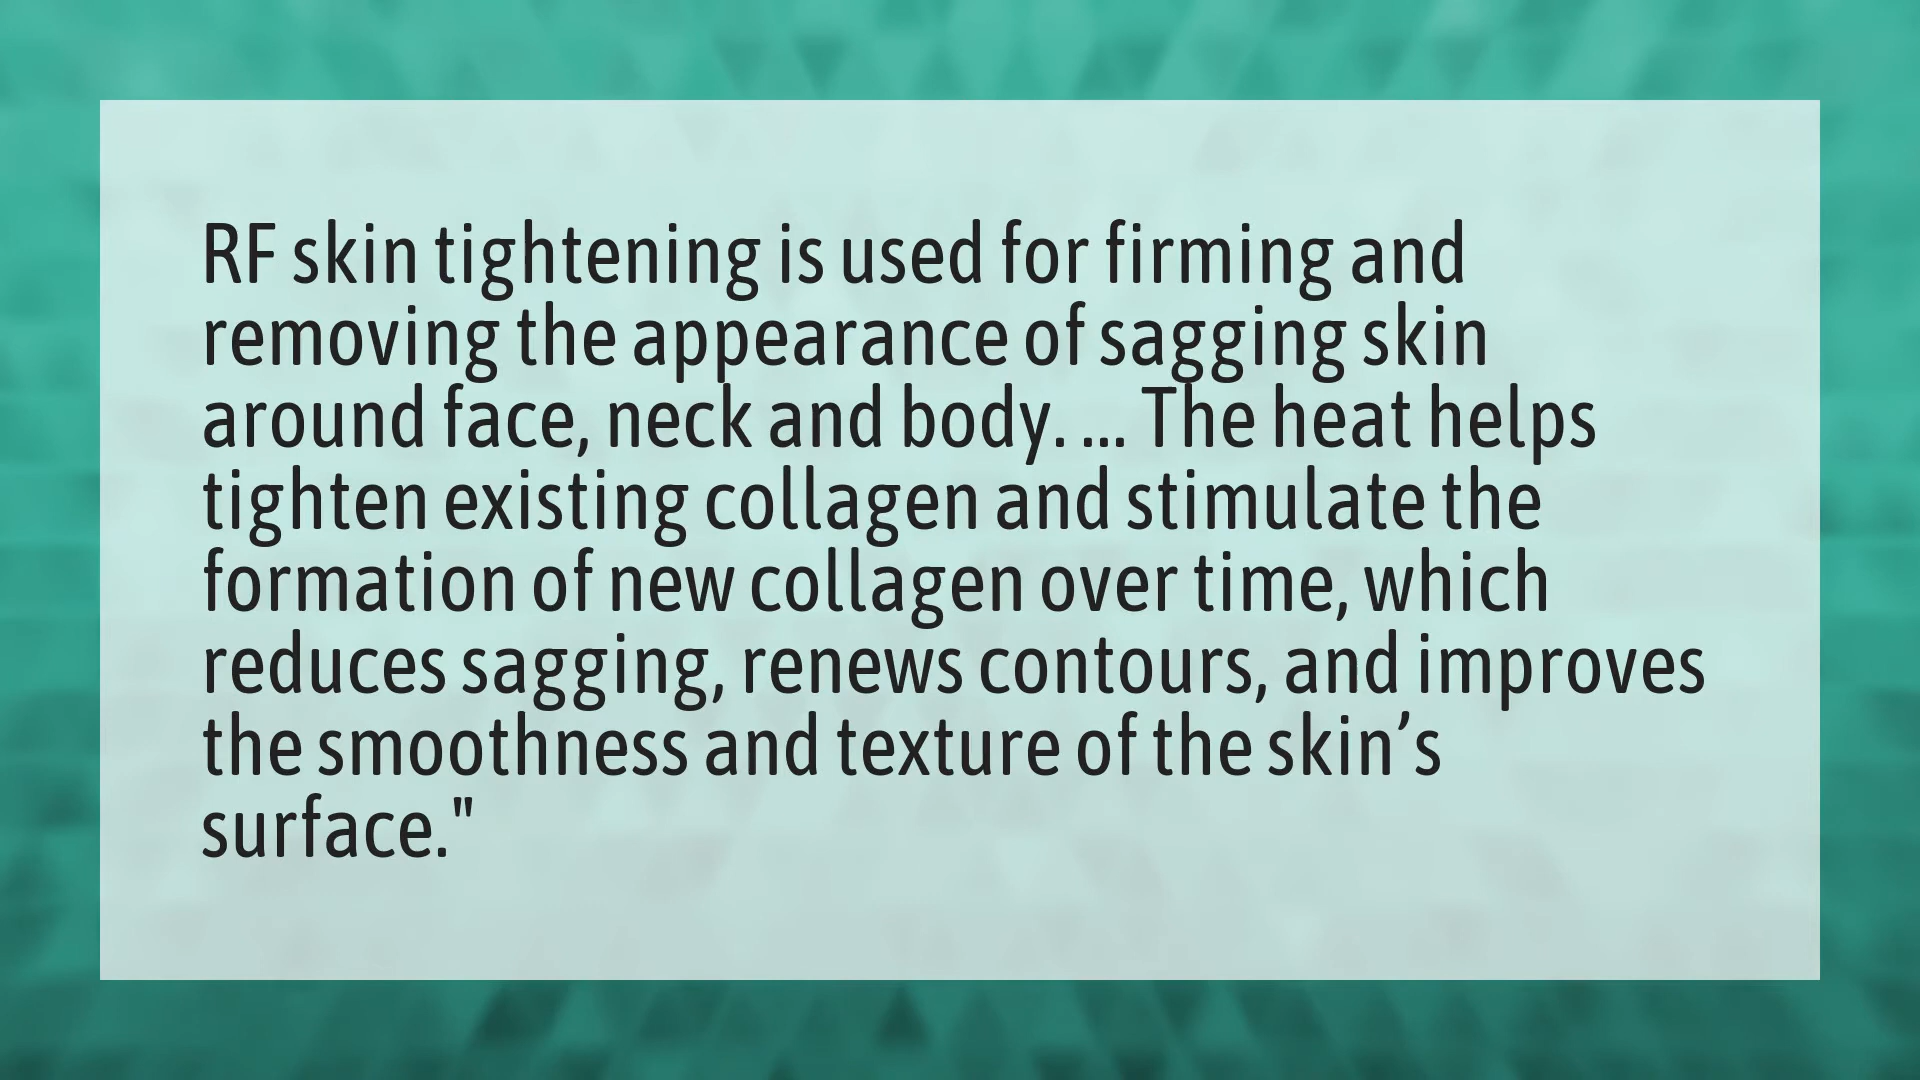 RF skin tightening is used for firming and
removing the appearance of sagging skin
around face, neck and body. ... The heat helps
tighten existing collagen and stimulate the
formation of new collagen over time, which
reduces sagging, renews contours, and improves
the smoothness and texture of the skin’s
surface."